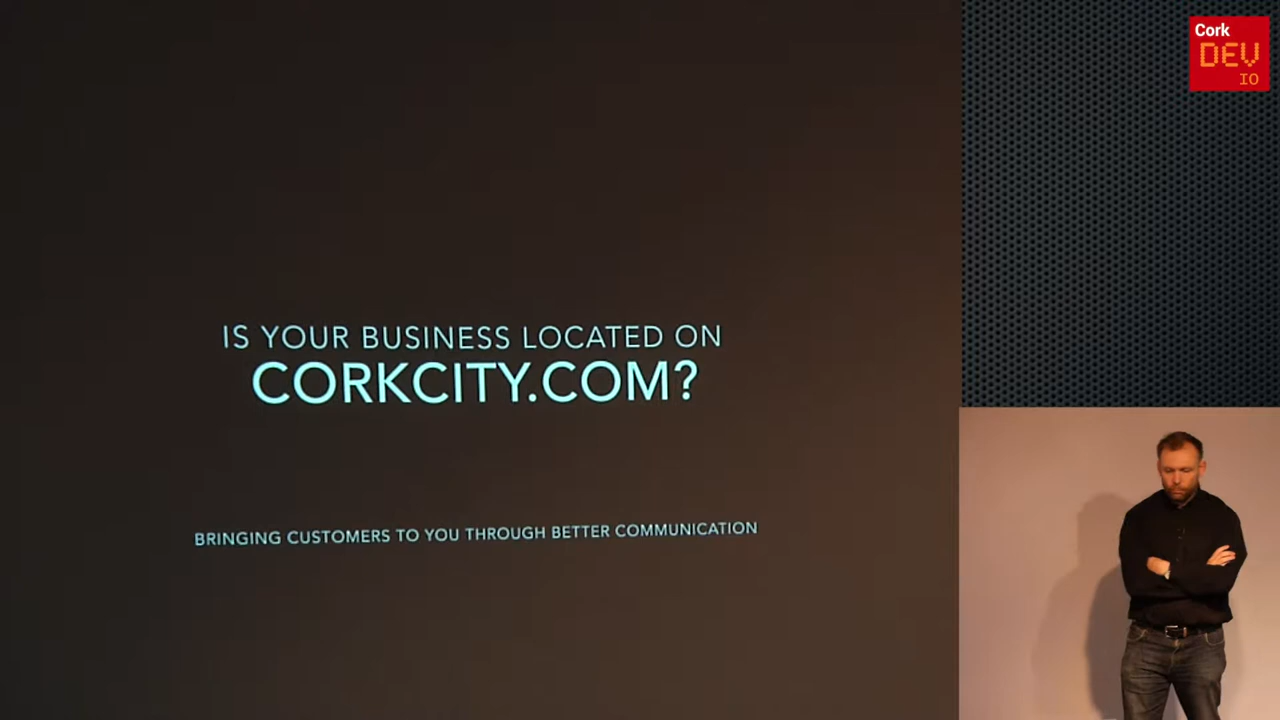 Cork
DEV
IO
IS YOUR BUSINESS LOCATED ON
CORKCITY.COM?
BRINGING CUSTOMERS TO YOU THROUGH BETTER COMMUNICATION